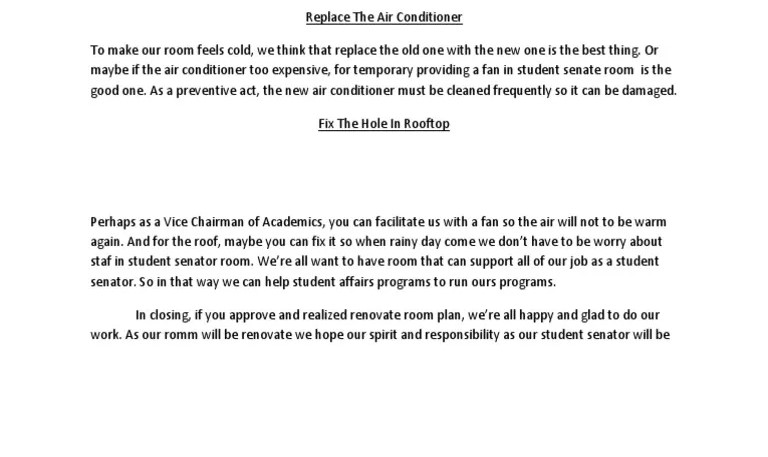 Replace The Air Conditioner
To make our room feels cold, we think that replace the old one with the new one is the best thing. Or
maybe if the air conditioner too expensive, for temporary providing a fan in student senate room  is the
good one. As a preventive act, the new air conditioner must be cleaned frequently so it can be damaged.
Fix The Hole In Rooftop
Perhaps as a Vice Chairman of Academics, you can facilitate us with a fan so the air will not to be warm
again. And for the roof, maybe you can fix it so when rainy day come we don't have to be worry about
staf in student senator room. We're all want to have room that can support all of our job as a student
senator. So in that way we can help student affairs programs to run ours programs.
In closing, if you approve and realized renovate room plan, we're all happy and glad to do our
work. As our romm will be renovate we hope our spirit and responsibility as our student senator will be